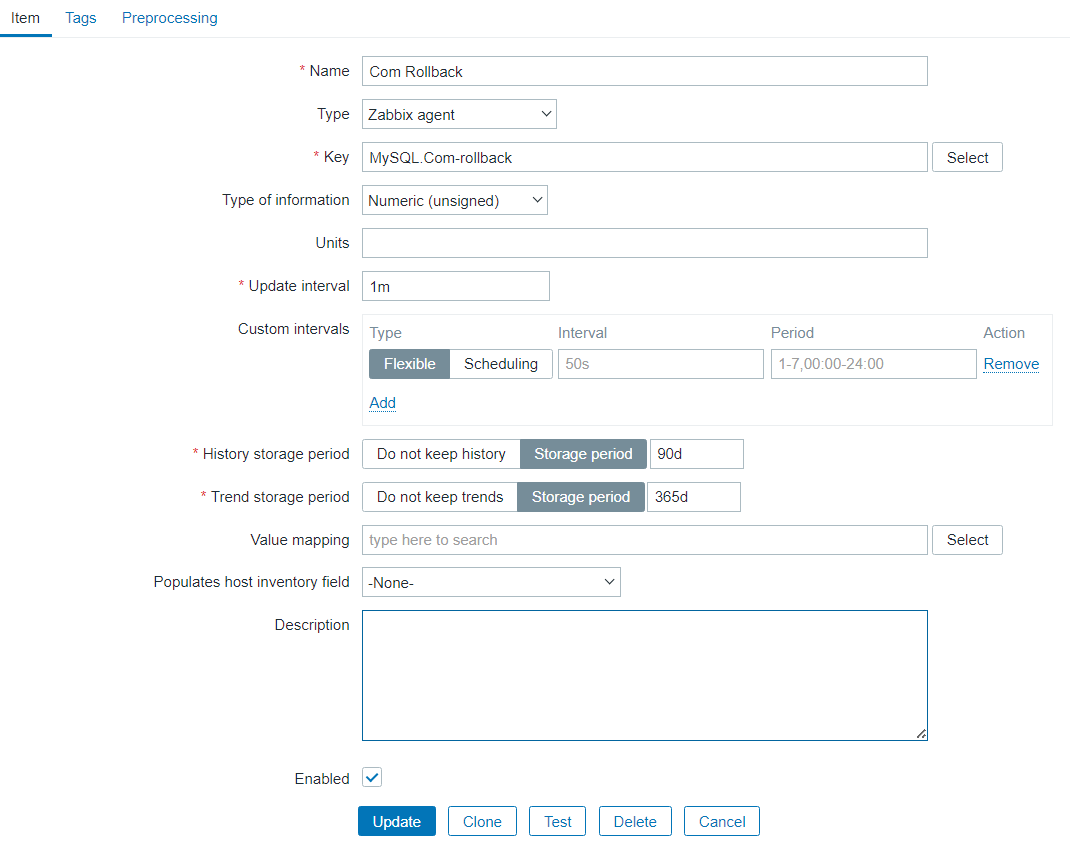 Item Tags Preprocessing
* Name Com Rollback
Type Zabbix agent
* Key MySQL.Com-rollback Select
Type of information Numeric (unsigned)
Units
* Update interval 1m
Custom intervals Type Interval Period Action
Flexible Scheduling 50s 1-7,00:00-24:00 Remove
Add
* History storage period Do not keep history Storage period 90d
* Trend storage period Do not keep trends Storage period 365d
Value mapping type here to search Select
Populates host inventory field -None-
Description
Enabled
Update Clone Test Delete Cancel